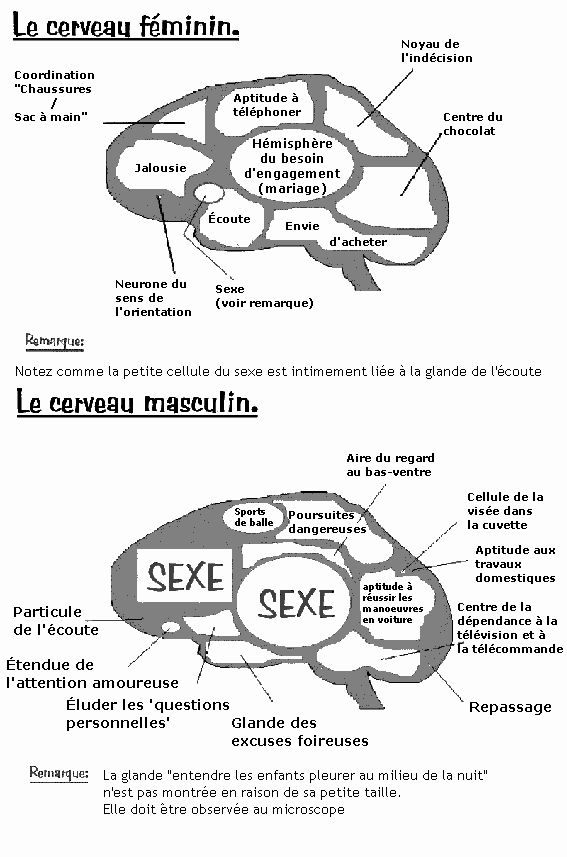 Le cerveau féminin.
Noyau de
l'indécision
Coordination
"Chaussures
/
Sac à main"
Aptitude à
téléphoner
Centre du
chocolat
Hémisphère
du besoin
d'engagement
(mariage)
Jalousie
Écoute
Envie
d'acheter
Neurone du
sens de
l'orientation
Sexe
(voir remarque)
Remarque:
Notez comme la petite cellule du sexe est intimement liée à la glande de l'écoute
Le cerveau masculin.
Aire du regard
au bas-ventre
Cellule de la
visée dans
la cuvette
Sports
de balle
Poursuites
dangereuses
Aptitude aux
travaux
domestiques
SEXE
SEXE
aptitude à
réussir les
manoeuvres
en voiture
Particule
de l'écoute
Centre de la
dépendance à la
télévision et à
la télécommande
Étendue de
l'attention amoureuse
Éluder les 'questions
personnelles'
Glande des
excuses foireuses
Repassage
Remarque:
La glande "entendre les enfants pleurer au milieu de la nuit"
n'est pas montrée en raison de sa petite taille.
Elle doit être observée au microscope